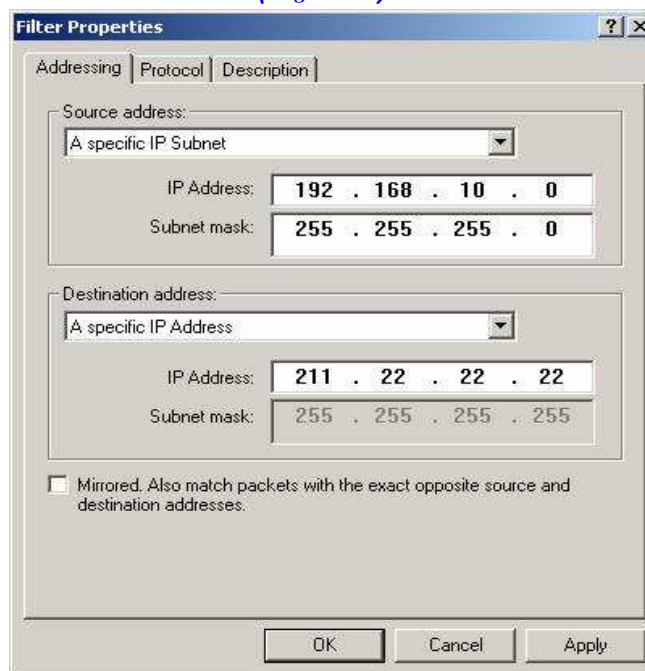 Filter Properties
Addressing Protocol Description
Source address:
A specific IP Subnet
IP Address: 192 . 168 . 10 . 0
Subnet mask: 255 . 255 . 255 . 0
Destination address:
A specific IP Address
IP Address: 211 . 22 . 22 . 22
Subnet mask: 255 . 255 . 255 . 255
Mirrored. Also match packets with the exact opposite source and
destination addresses.
OK Cancel Apply